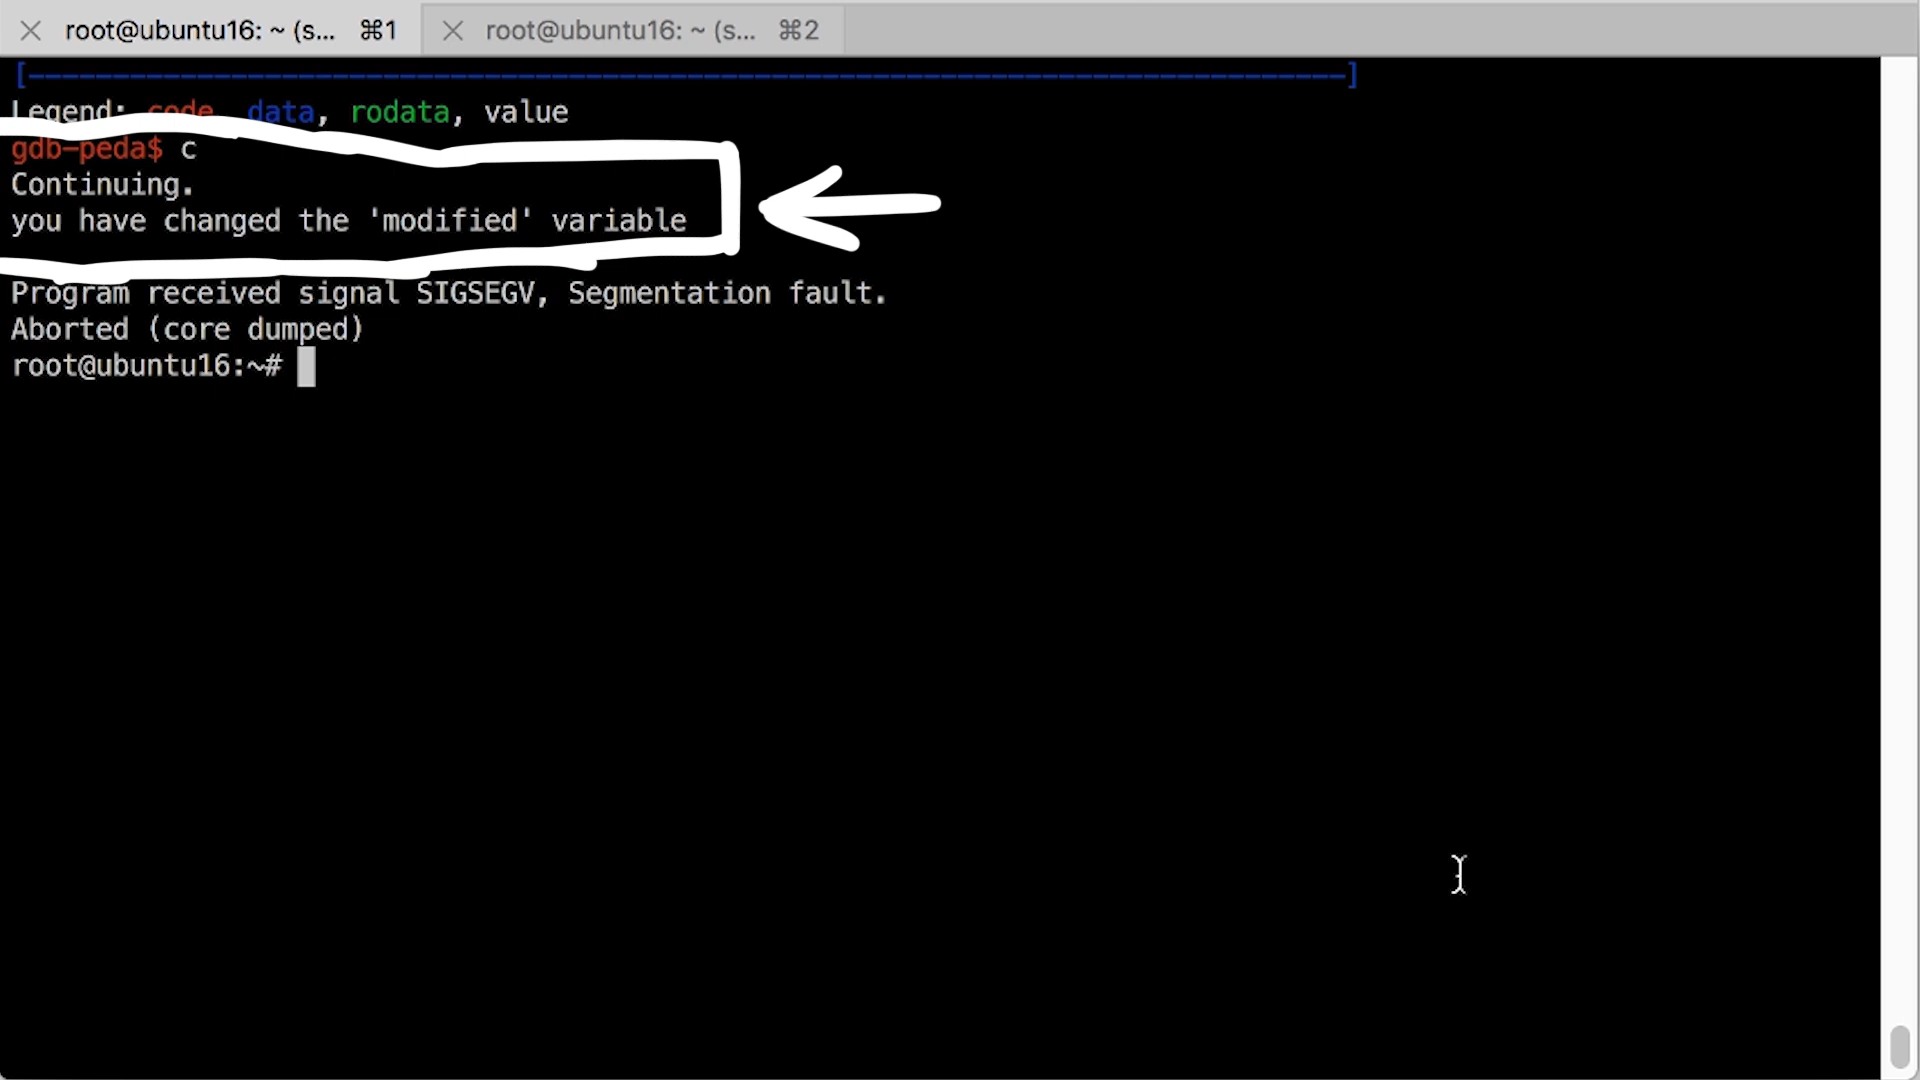 root@ubuntu16: ~ (s... ⌘1 root@ubuntu16: ~ (s... ⌘2
[------------------------------------------------------------------------------]
Legend: code, data, rodata, value
gdb-peda$ c
Continuing.
you have changed the 'modified' variable
Program received signal SIGSEGV, Segmentation fault.
Aborted (core dumped)
root@ubuntu16:~#